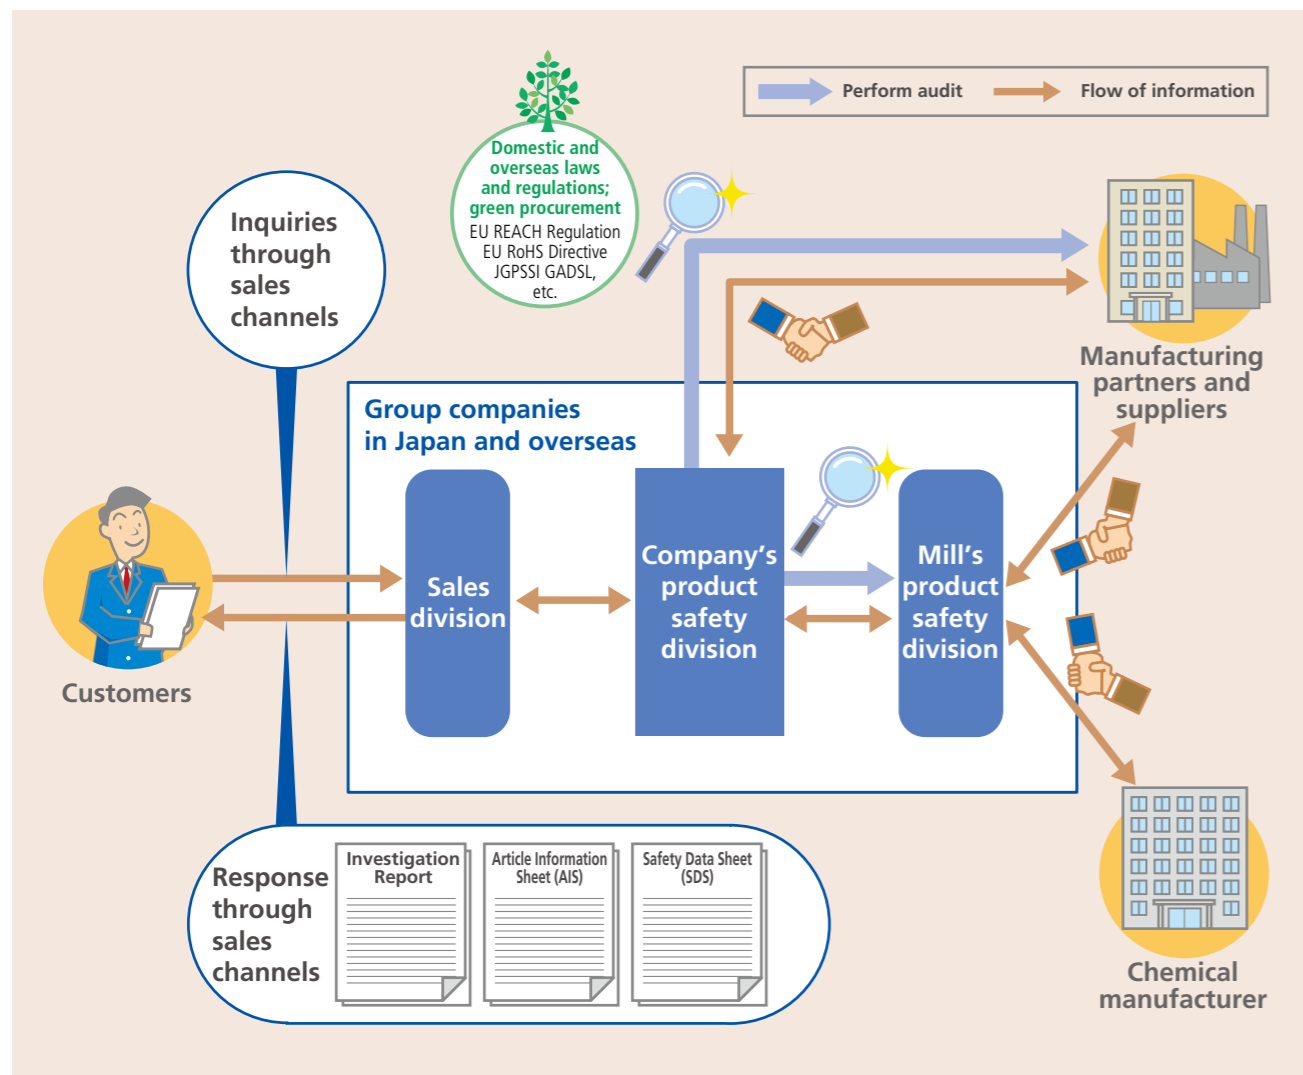 Perform audit
Flow of information
Domestic and
overseas laws
and regulations;
green procurement
EU REACH Regulation
EU RoHS Directive
JGPSSI GADSL,
etc.
Inquiries
through
sales
channels
Manufacturing
partners and
suppliers
Group companies
in Japan and overseas
Customers
Sales
division
Company’s
product
safety
division
Mill’s
product
safety
division
Response
through
sales
channels
Investigation
Report
Article Information
Sheet (AIS)
Safety Data Sheet
(SDS)
Chemical
manufacturer